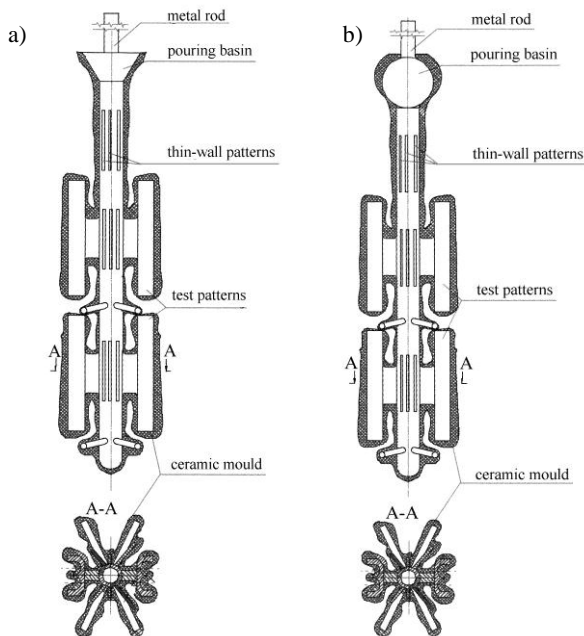 a)
metal rod
pouring basin
thin-wall patterns
test patterns
A A
ceramic mould
A-A
b)
metal rod
pouring basin
thin-wall patterns
test patterns
A A
ceramic mould
A-A